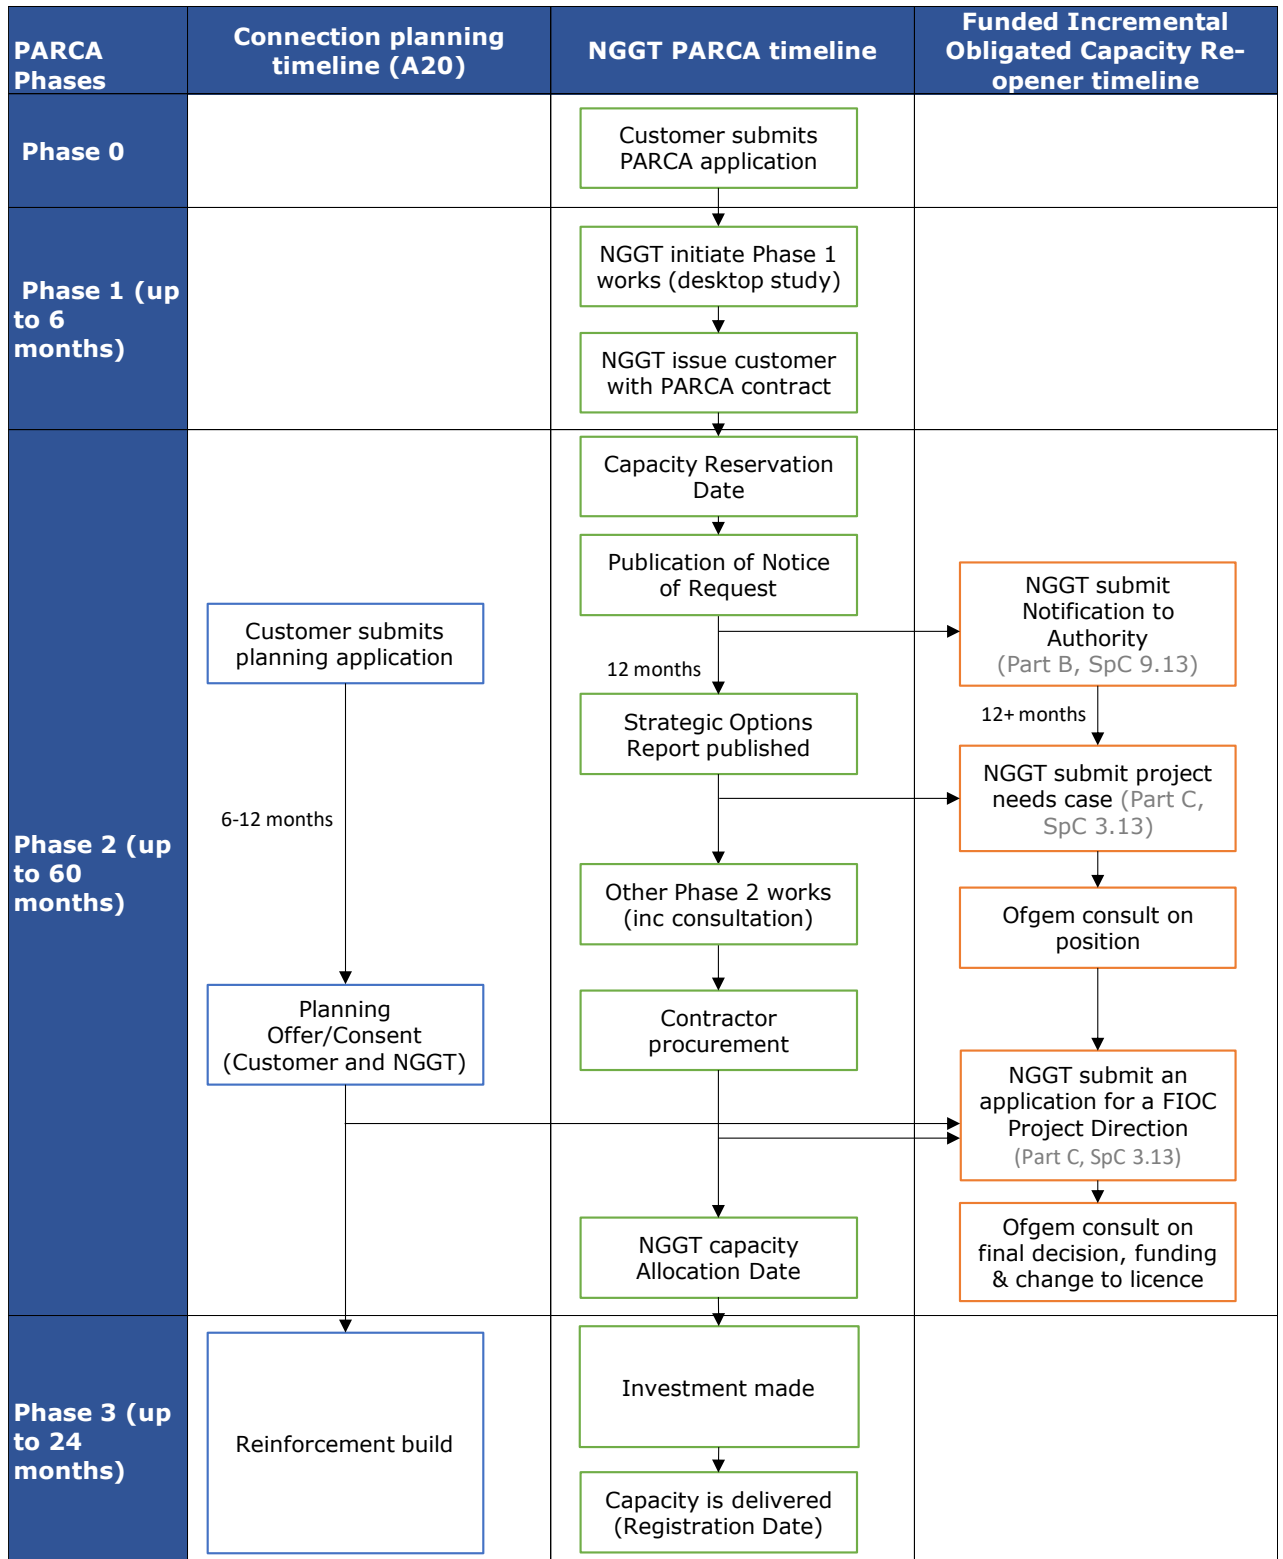 PARCA
Phases
Connection planning
timeline (A20)
NGGT PARCA timeline
Funded Incremental
Obligated Capacity Re-
opener timeline
Phase 0
Customer submits
PARCA application
Phase 1 (up
to 6
months)
NGGT initiate Phase 1
works (desktop study)
NGGT issue customer
with PARCA contract
Phase 2 (up
to 60
months)
Customer submits
planning application
6-12 months
Planning
Offer/Consent
(Customer and NGGT)
Capacity Reservation
Date
Publication of Notice
of Request
12 months
Strategic Options
Report published
Other Phase 2 works
(inc consultation)
Contractor
procurement
NGGT capacity
Allocation Date
NGGT submit
Notification to
Authority
(Part B, SpC 9.13)
12+ months
NGGT submit project
needs case (Part C,
SpC 3.13)
Ofgem consult on
position
NGGT submit an
application for a FIOC
Project Direction
(Part C, SpC 3.13)
Ofgem consult on
final decision, funding
& change to licence
Phase 3 (up
to 24
months)
Reinforcement build
Investment made
Capacity is delivered
(Registration Date)